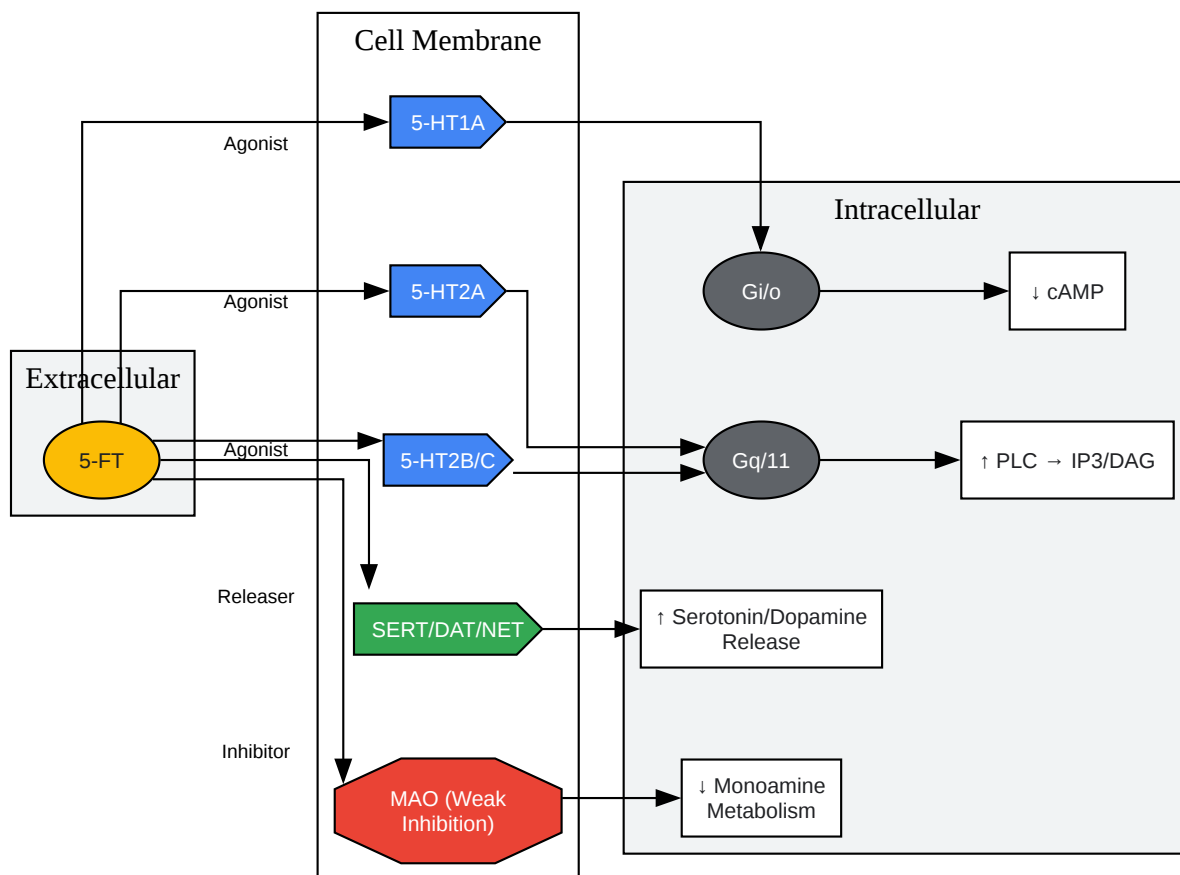 Cell Membrane
5-HT1A
Agonist
Intracellular
5-HT2A
Agonist
Gi/o
↓ cAMP
Extracellular
5-FT
Agonist
5-HT2B/C
Gq/11
↑ PLC → IP3/DAG
Releaser
SERT/DAT/NET
↑ Serotonin/Dopamine
Release
Inhibitor
MAO (Weak
Inhibition)
↓ Monoamine
Metabolism